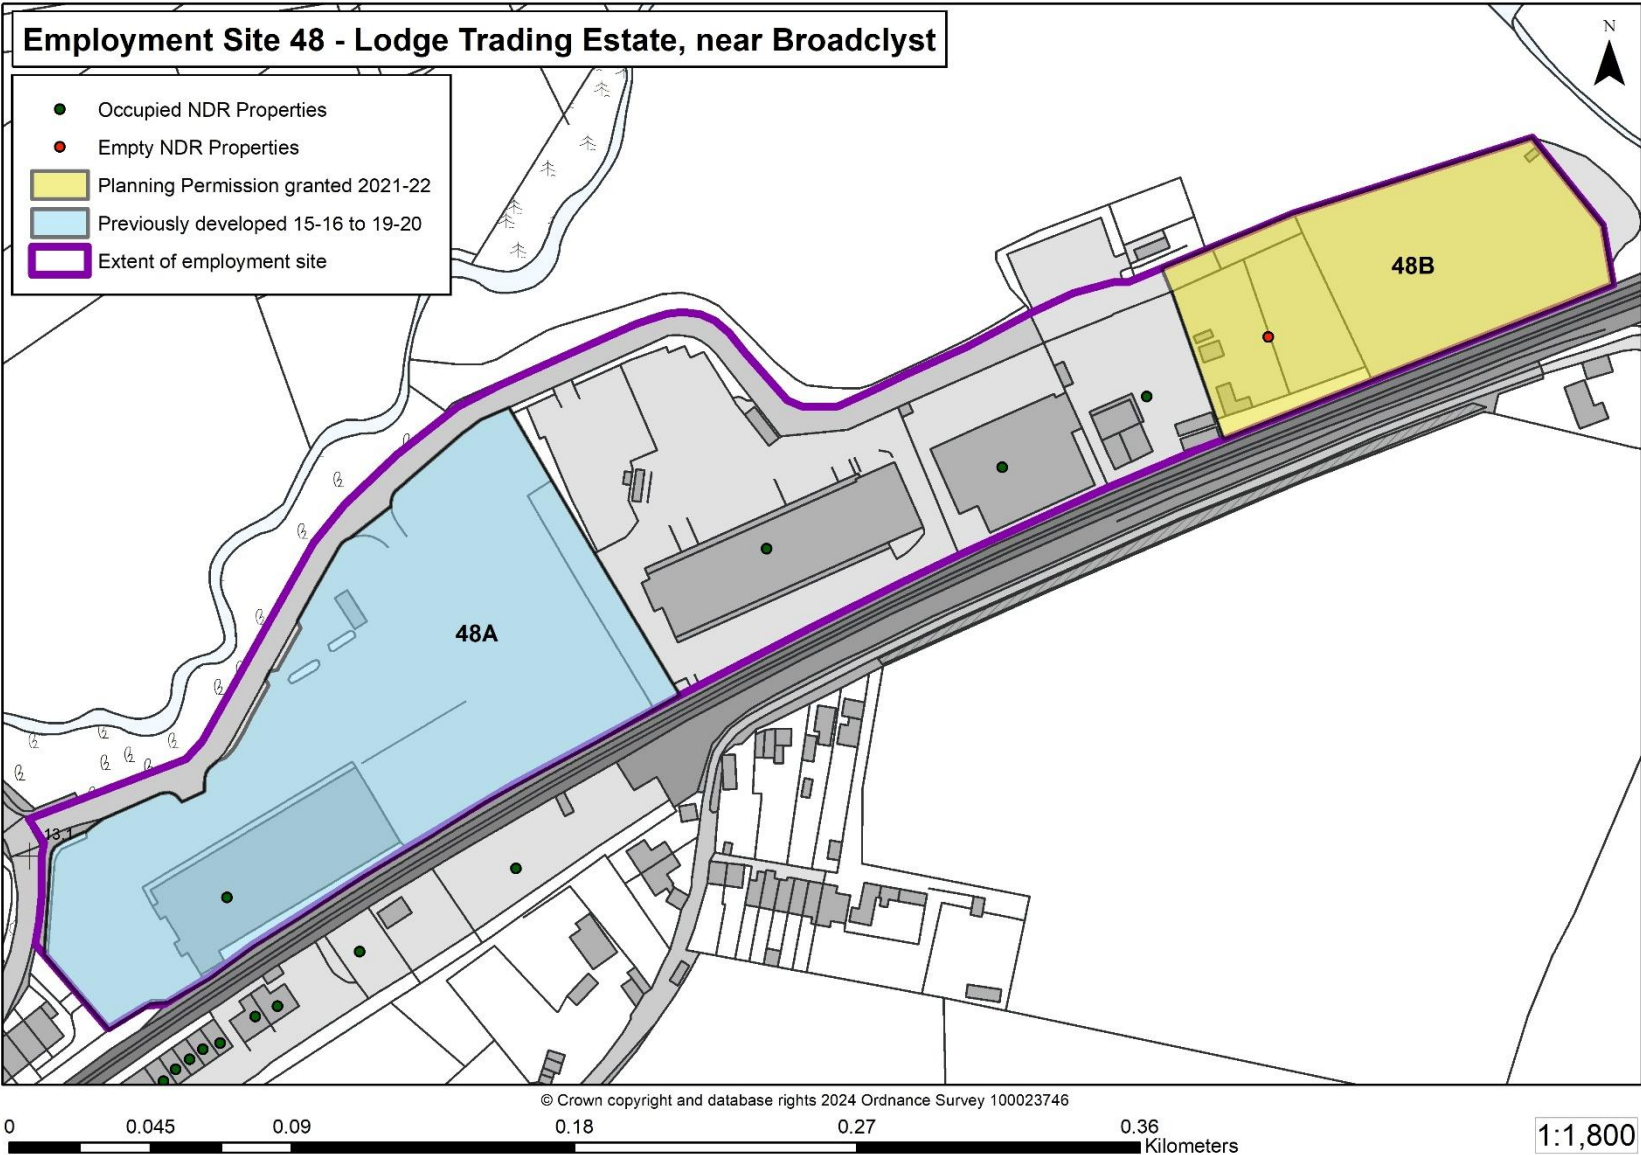 Employment Site 48 - Lodge Trading Estate, near Broadclyst
N
Occupied NDR Properties
Empty NDR Properties
Planning Permission granted 2021-22
Previously developed 15-16 to 19-20
Extent of employment site
48B
48A
13.1
© Crown copyright and database rights 2024 Ordnance Survey 100023746
0 0.045 0.09 0.18 0.27 0.36
Kilometers
1:1,800